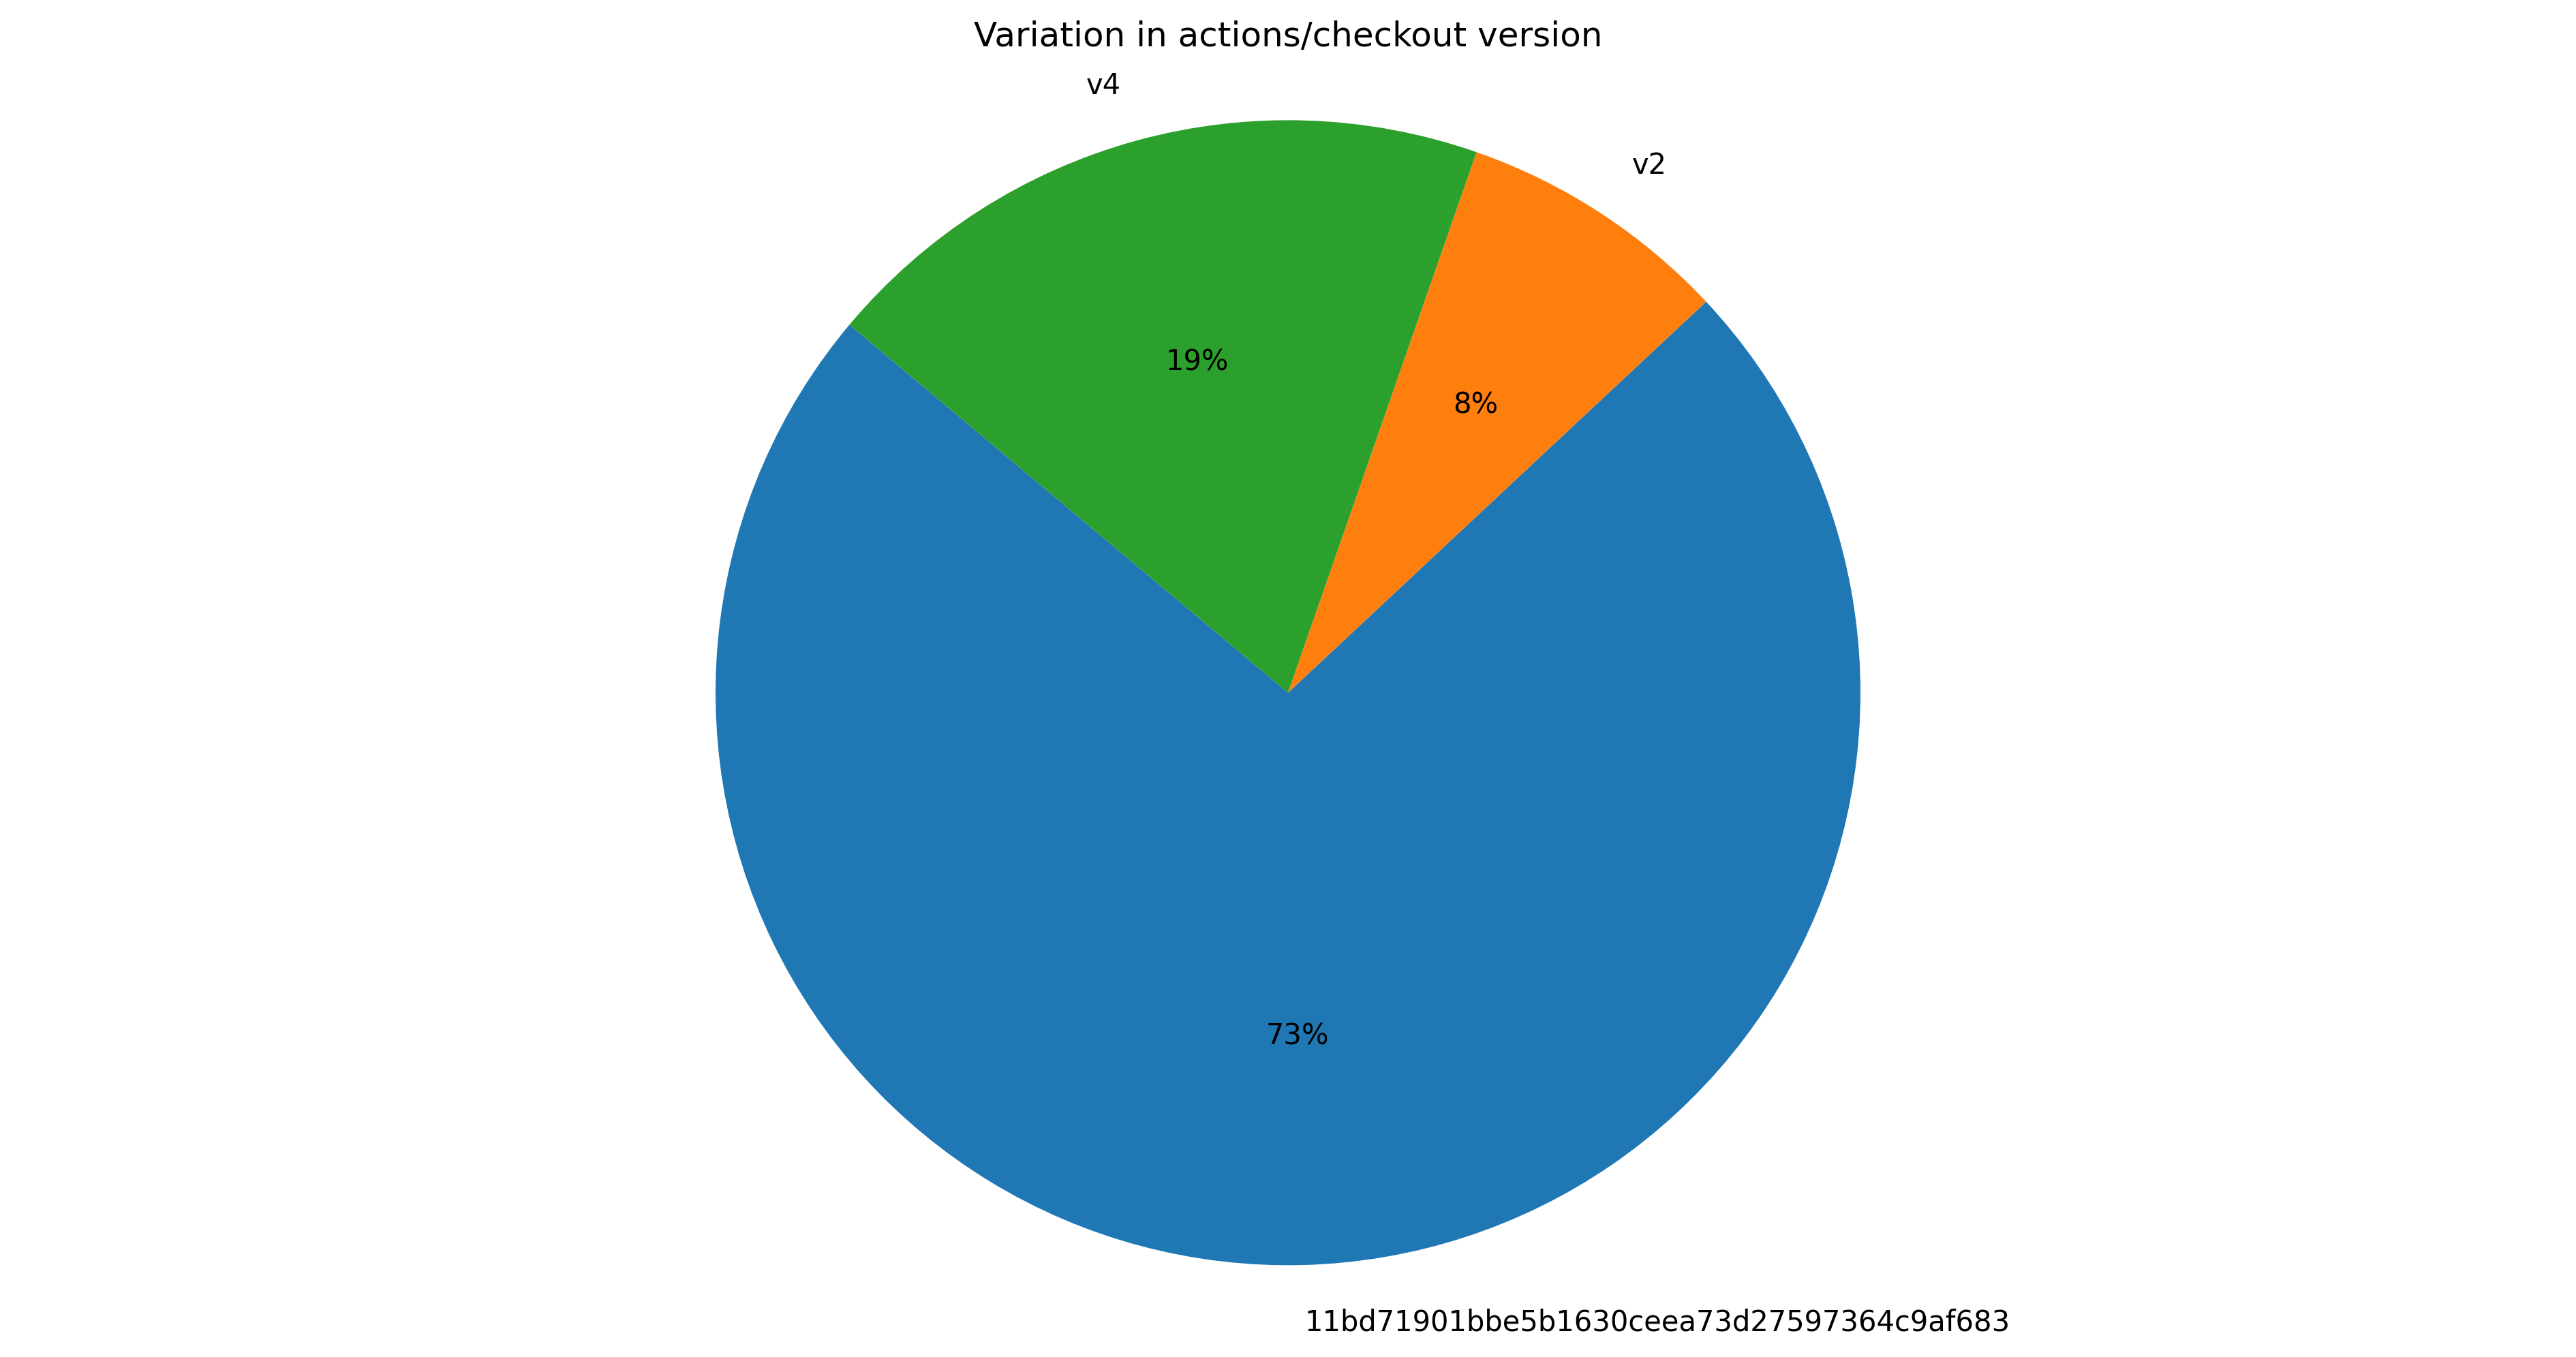 Variation in actions/checkout version
v4
v2
19%
8%
73%
11bd71901bbe5b1630ceea73d27597364c9af683